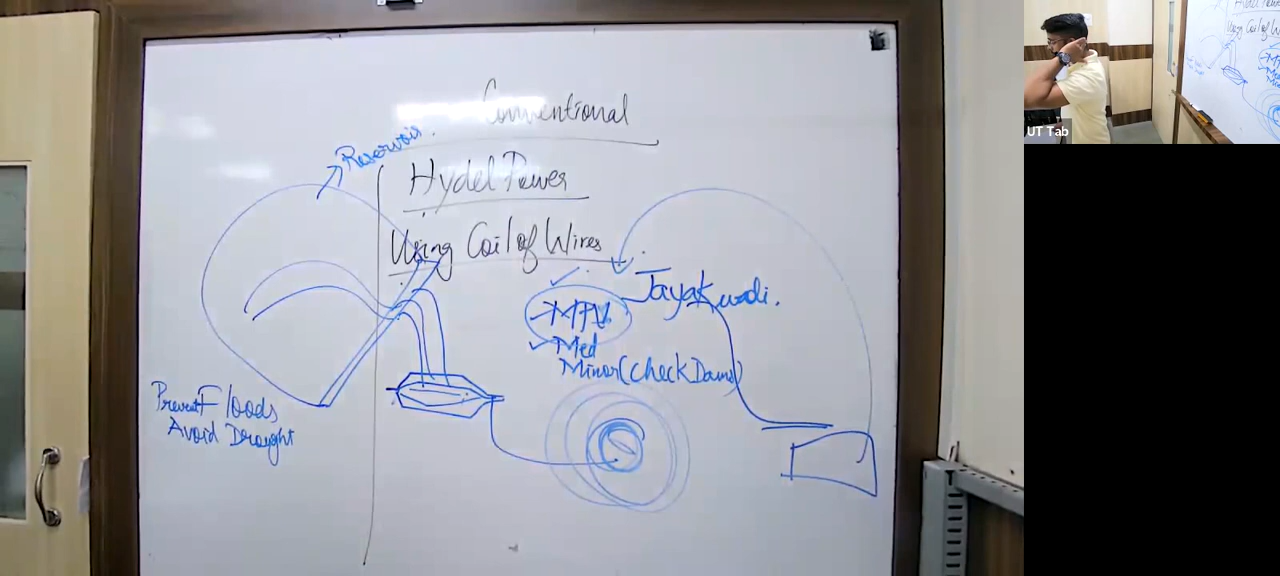 Conventional
Reservoir.
Hydel Power
Using Coil of Wires
Jayakwadi.
MPV
Med
Minor (Check Dams)
Prevent Floods
Avoid Drought
UT Tab